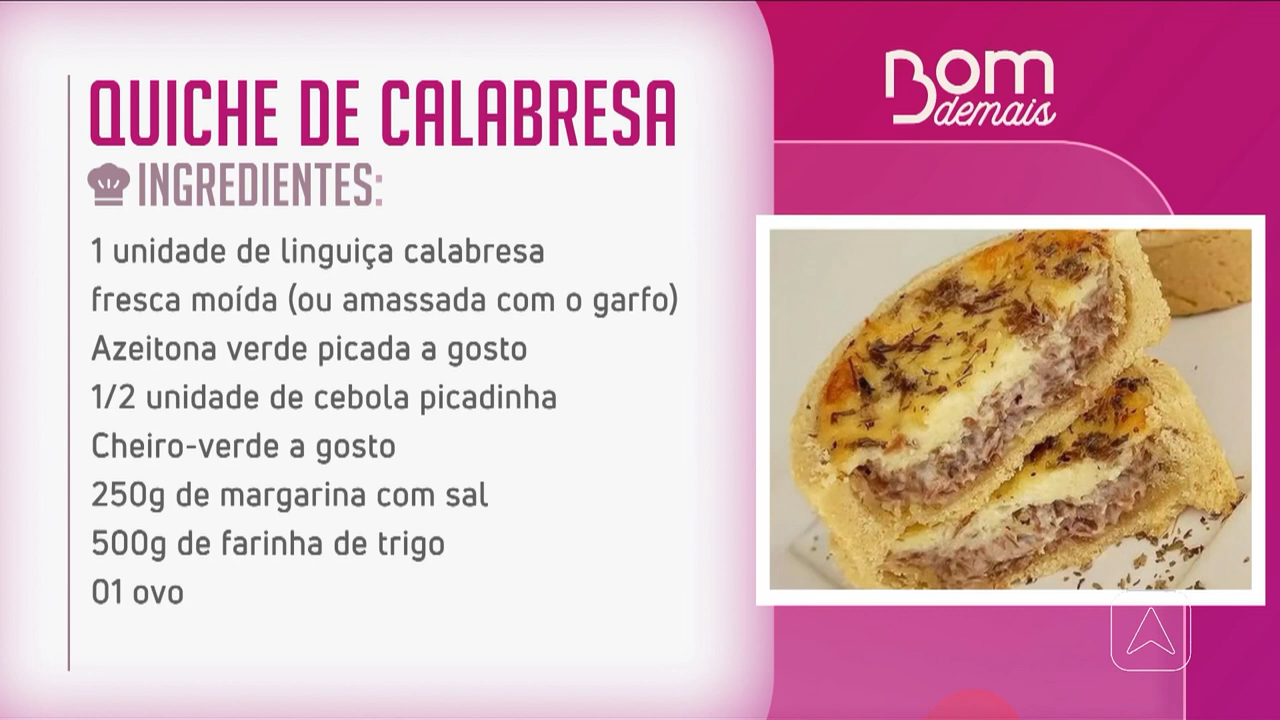 QUICHE DE CALABRESA
INGREDIENTES:
1 unidade de linguiça calabresa
fresca moída (ou amassada com o garfo)
Azeitona verde picada a gosto
1/2 unidade de cebola picadinha
Cheiro-verde a gosto
250g de margarina com sal
500g de farinha de trigo
01 ovo
Bom
demais